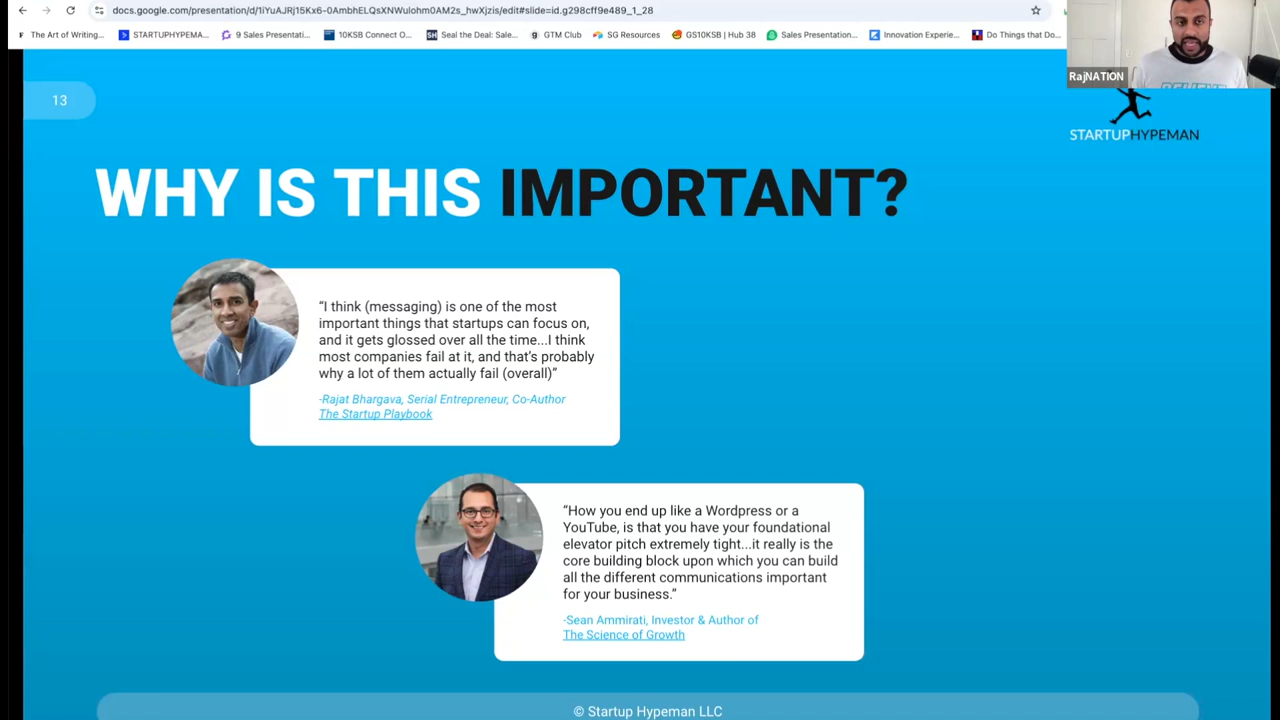 docs.google.com/presentation/d/1iYuAJRj15Kx6-0AmbhELQsXNWulohm0AM2s_hwXjzis/edit#slide=id.g298cff9e489_1_28
The Art of Writing...
STARTUPHYPEMA...
9 Sales Presentati...
10KSB Connect O...
Seal the Deal: Sale...
GTM Club
SG Resources
GS10KSB | Hub 38
Sales Presentation...
Innovation Experie...
Do Things that Do...
RajNATION
13
STARTUPHYPEMAN
WHY IS THIS IMPORTANT?
“I think (messaging) is one of the most
important things that startups can focus on,
and it gets glossed over all the time...I think
most companies fail at it, and that’s probably
why a lot of them actually fail (overall)”
-Rajat Bhargava, Serial Entrepreneur, Co-Author
The Startup Playbook
“How you end up like a Wordpress or a
YouTube, is that you have your foundational
elevator pitch extremely tight...it really is the
core building block upon which you can build
all the different communications important
for your business.”
-Sean Ammirati, Investor & Author of
The Science of Growth
© Startup Hypeman LLC